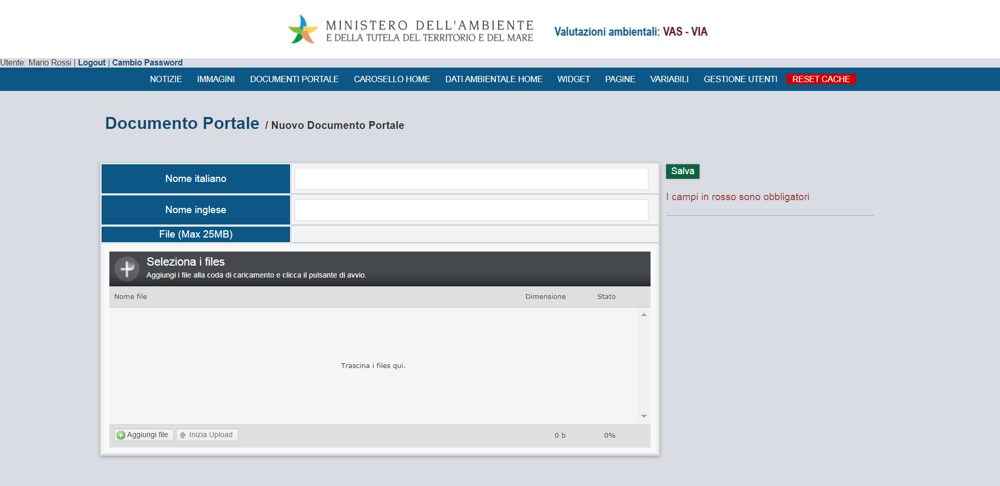 MINISTERO DELL'AMBIENTE
E DELLA TUTELA DEL TERRITORIO E DEL MARE
Valutazioni ambientali: VAS - VIA
Utente: Mario Rossi | Logout | Cambio Password
NOTIZIE IMMAGINI DOCUMENTI PORTALE CAROSELLO HOME DATI AMBIENTALE HOME WIDGET PAGINE VARIABILI GESTIONE UTENTI RESET CACHE
Documento Portale / Nuovo Documento Portale
Nome italiano
Nome inglese
File (Max 25MB)
Salva
I campi in rosso sono obbligatori
Seleziona i files
Aggiungi i file alla coda di caricamento e clicca il pulsante di avvio.
Nome file Dimensione Stato
Trascina i files qui.
Aggiungi file Inizia Upload 0 b 0%